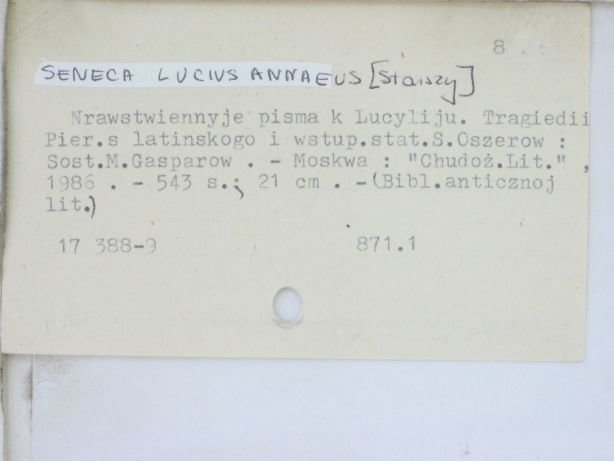 8
SENECA LUCIUS ANNAEUS [Starszy]
Nrawstwiennyje pisma k Lucyliju. Tragiedii
Pier.s latinskogo i wstup.stat.S.Oszerow :
Sost.M.Gasparow . - Moskwa : "Chudoż.Lit." ,
1986 . - 543 s.; 21 cm . -(Bibl.anticznoj
lit.)
17 388-9 871.1